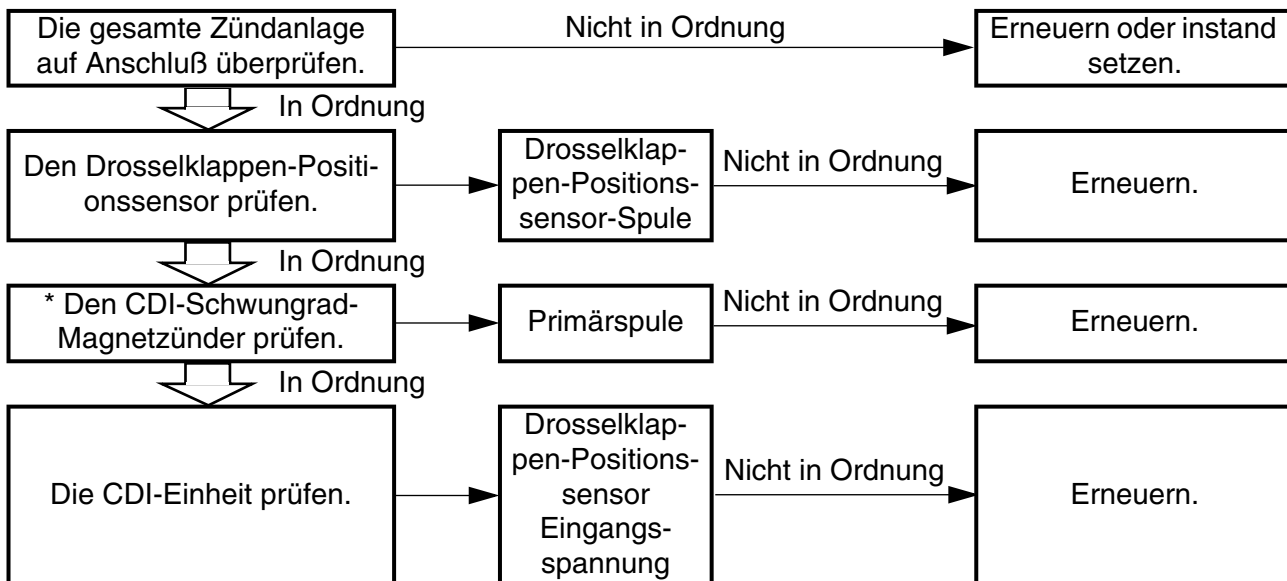 Die gesamte Zündanlage
auf Anschluß überprüfen.
Nicht in Ordnung
Erneuern oder instand
setzen.
In Ordnung
Den Drosselklappen-Positi-
onssensor prüfen.
Drosselklap-
pen-Positions-
sensor-Spule
Nicht in Ordnung
Erneuern.
In Ordnung
* Den CDI-Schwungrad-
Magnetzünder prüfen.
Primärspule
Nicht in Ordnung
Erneuern.
In Ordnung
Die CDI-Einheit prüfen.
Drosselklap-
pen-Positions-
sensor
Eingangs-
spannung
Nicht in Ordnung
Erneuern.